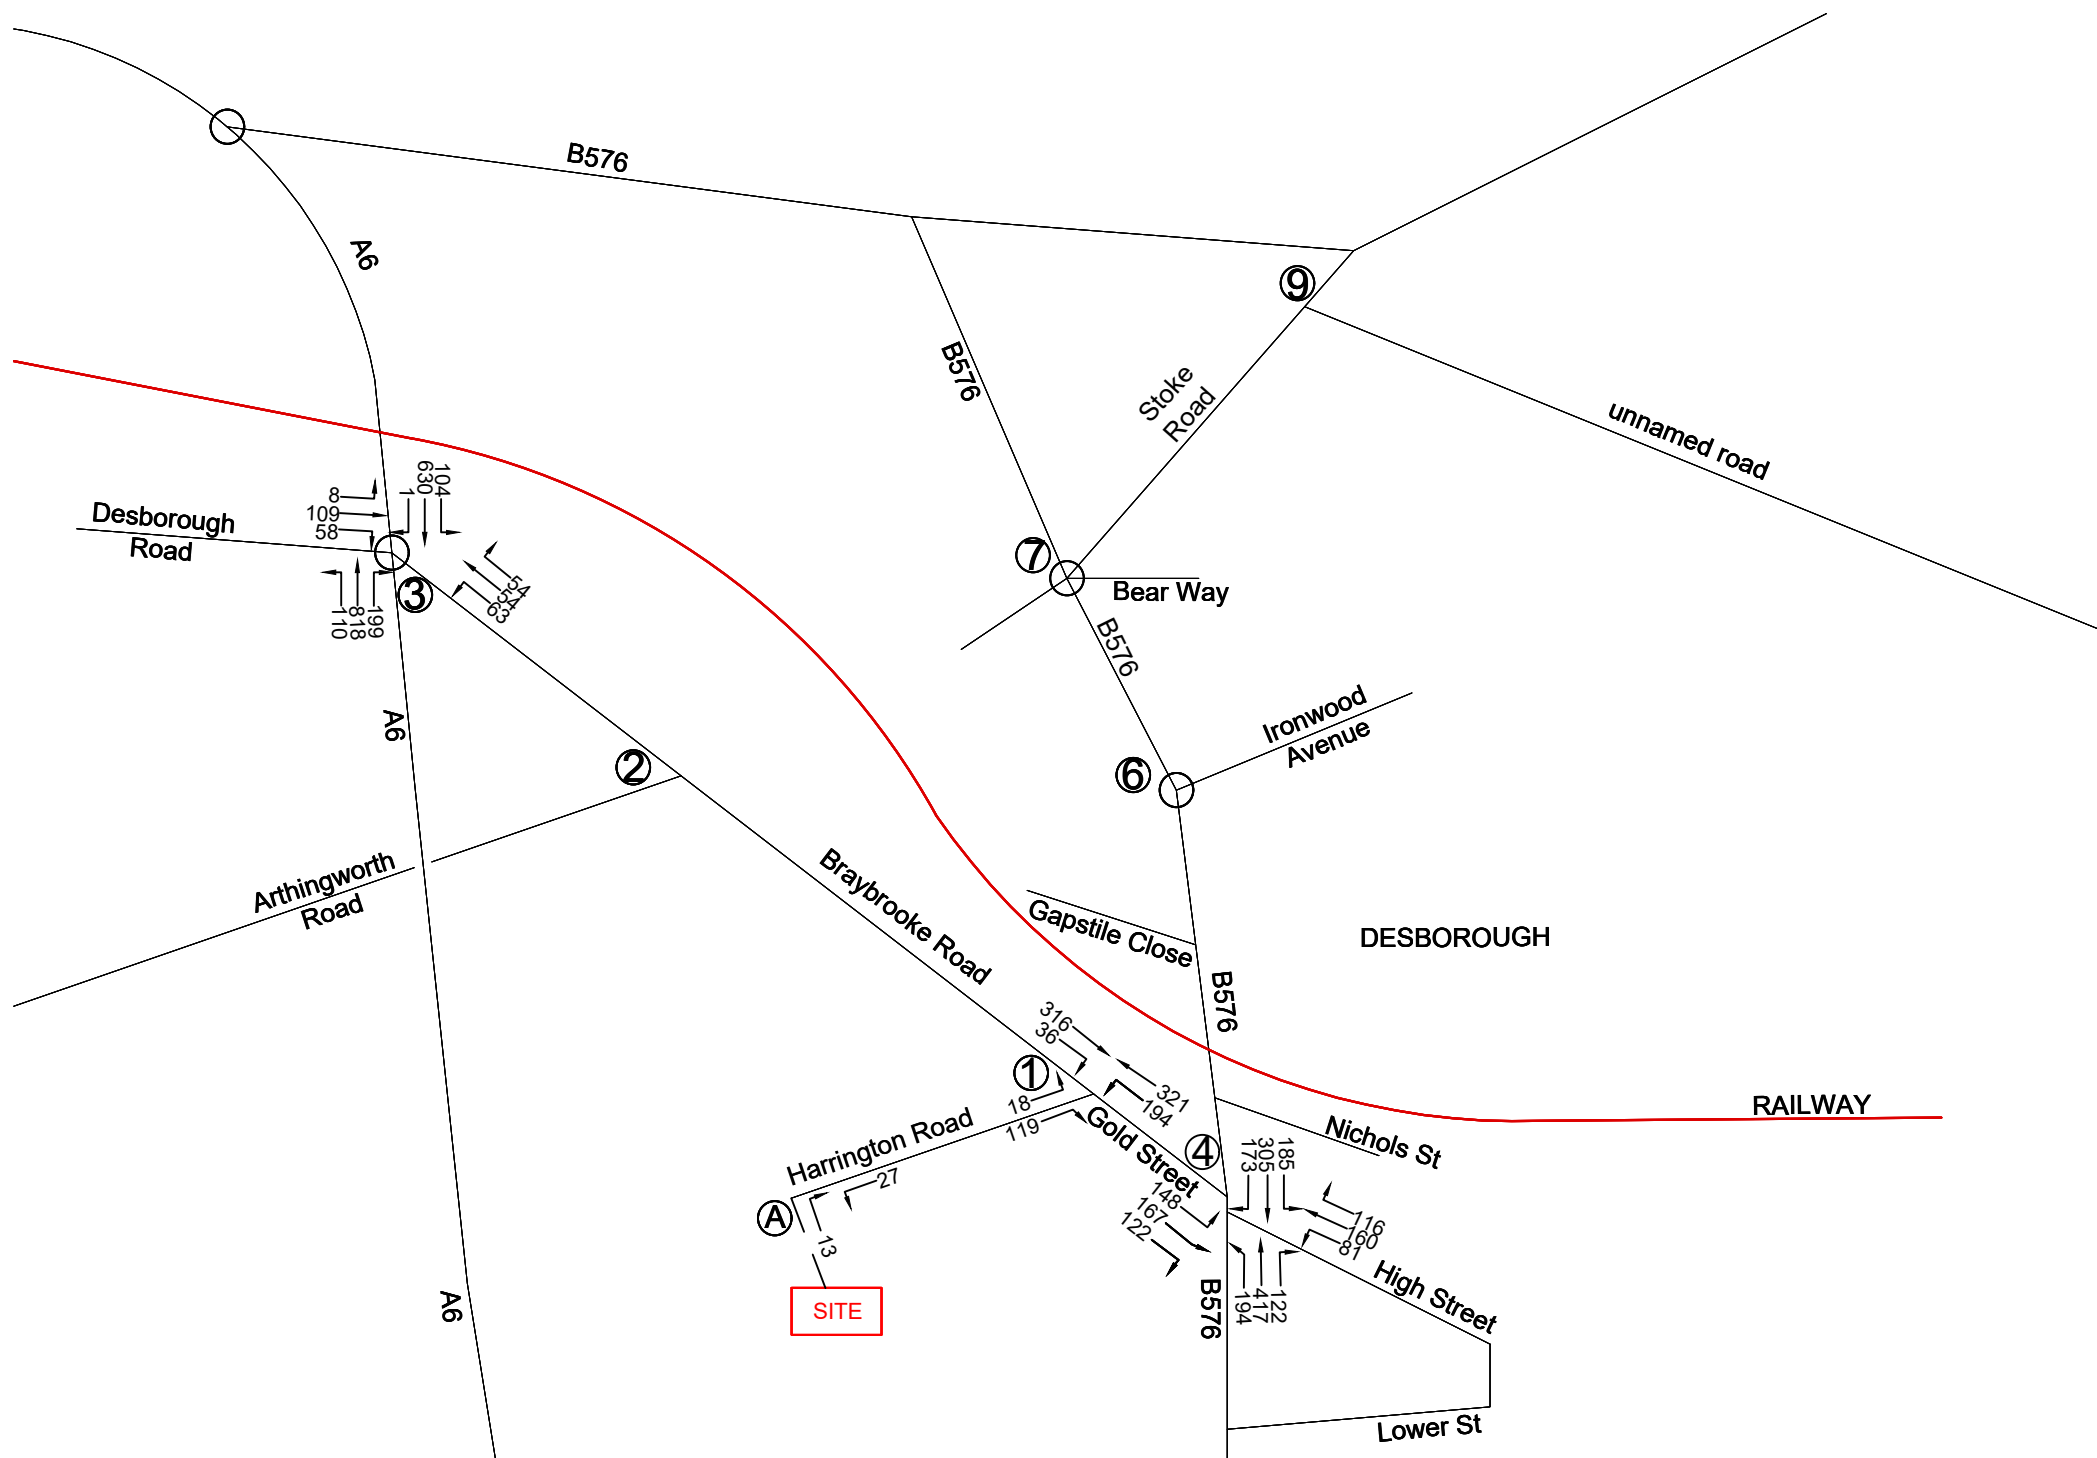 B576
A6
9
B576
Stoke
Road
unnamed road
104
630
1
8
109
58
Desborough
Road
3
54
54
63
199
818
110
7
Bear Way
B576
A6
2
6
Ironwood
Avenue
Arthingworth
Road
Braybrooke Road
Gapstile Close
DESBOROUGH
B576
316
36
1
321
194
18
119
Harrington Road
Gold Street
4
RAILWAY
Nichols St
185
305
173
27
A
13
148
167
122
116
160
81
SITE
A6
B576
194
417
122
High Street
Lower St